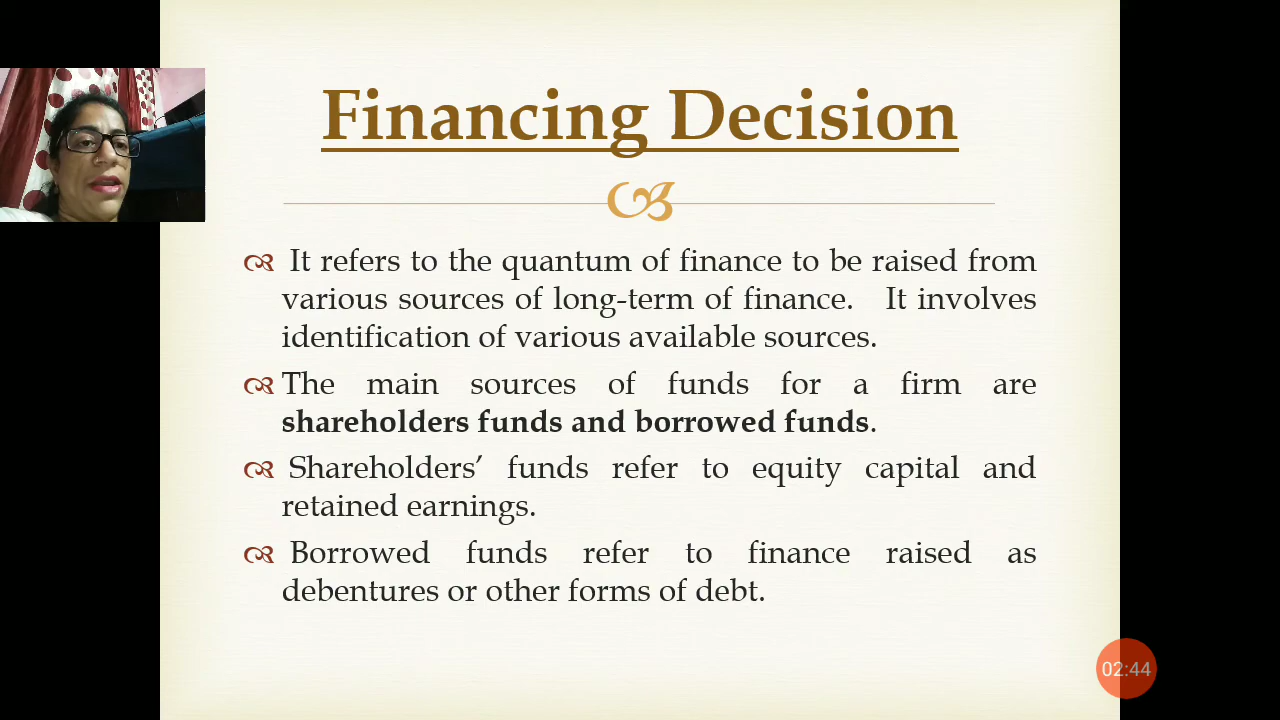 Financing Decision
It refers to the quantum of finance to be raised from
various sources of long-term of finance. It involves
identification of various available sources.
The main sources of funds for a firm are
shareholders funds and borrowed funds.
Shareholders’ funds refer to equity capital and
retained earnings.
Borrowed funds refer to finance raised as
debentures or other forms of debt.
02:44